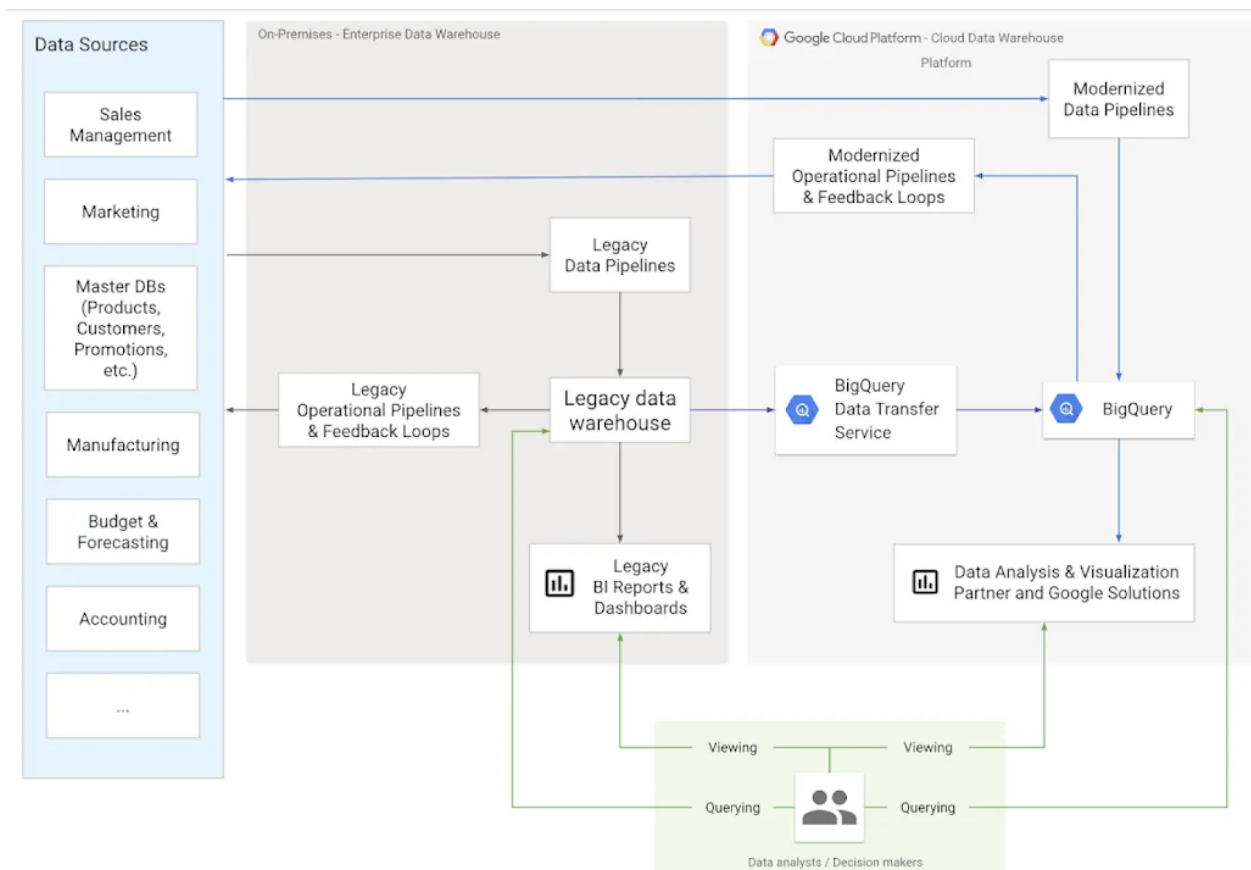 Data Sources
Sales
Management
Marketing
Master DBs
(Products,
Customers,
Promotions,
etc.)
Manufacturing
Budget &
Forecasting
Accounting
...
On-Premises - Enterprise Data Warehouse
Legacy
Data Pipelines
Legacy
Operational Pipelines
& Feedback Loops
Legacy data
warehouse
Legacy
BI Reports &
Dashboards
Google Cloud Platform - Cloud Data Warehouse
Platform
Modernized
Data Pipelines
Modernized
Operational Pipelines
& Feedback Loops
BigQuery
Data Transfer
Service
BigQuery
Data Analysis & Visualization
Partner and Google Solutions
Viewing
Viewing
Querying
Querying
Data analysts / Decision makers